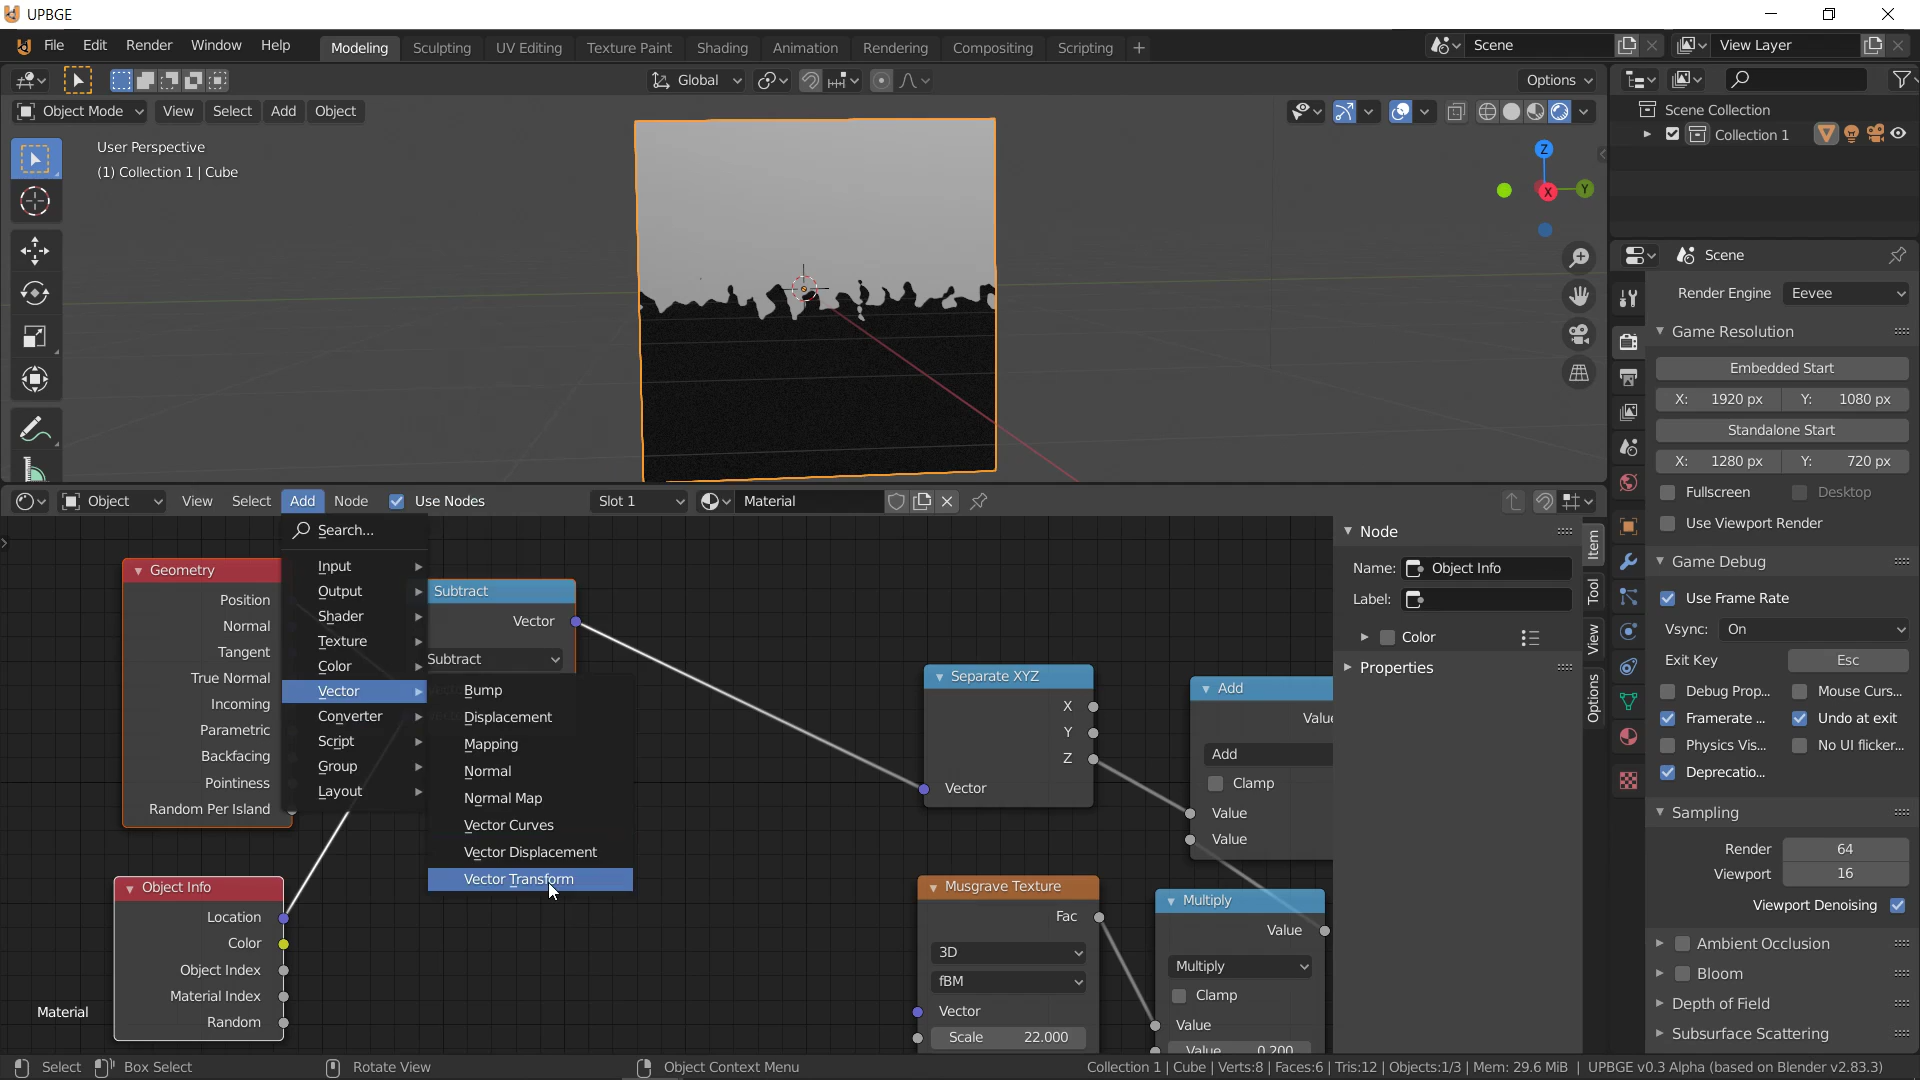 UPBGE
File Edit Render Window Help Modeling Sculpting UV Editing Texture Paint Shading Animation Rendering Compositing Scripting + Scene View Layer
Global Options
Object Mode View Select Add Object
User Perspective
(1) Collection 1 | Cube
Z
X
Y
Scene Collection
Collection 1
Scene
Render Engine Eevee
Game Resolution
Embedded Start
X: 1920 px Y: 1080 px
Standalone Start
X: 1280 px Y: 720 px
Fullscreen Desktop
Use Viewport Render
Game Debug
Use Frame Rate
Vsync: On
Exit Key Esc
Debug Prop... Mouse Curs...
Framerate ... Undo at exit
Physics Vis... No UI flicker...
Deprecatio...
Sampling
Render 64
Viewport 16
Viewport Denoising
Ambient Occlusion
Bloom
Depth of Field
Subsurface Scattering
Object View Select Add Node Use Nodes Slot 1 Material
Search...
Input
Output
Shader
Texture
Color
Vector
Converter
Script
Group
Layout
Bump
Displacement
Mapping
Normal
Normal Map
Vector Curves
Vector Displacement
Vector Transform
Geometry
Position
Normal
Tangent
True Normal
Incoming
Parametric
Backfacing
Pointiness
Random Per Island
Object Info
Location
Color
Object Index
Material Index
Random
Material
Subtract
Vector
Subtract
Separate XYZ
X
Y
Z
Vector
Add
Value
Add
Clamp
Value
Value
Musgrave Texture
Fac
3D
fBM
Vector
Scale 22.000
Multiply
Value
Multiply
Clamp
Value
Value 0.200
Node
Name: Object Info
Label:
Color
Properties
Item
Tool
View
Options
Select Box Select Rotate View Object Context Menu Collection 1 | Cube | Verts:8 | Faces:6 | Tris:12 | Objects:1/3 | Mem: 29.6 MiB | UPBGE v0.3 Alpha (based on Blender v2.83.3)